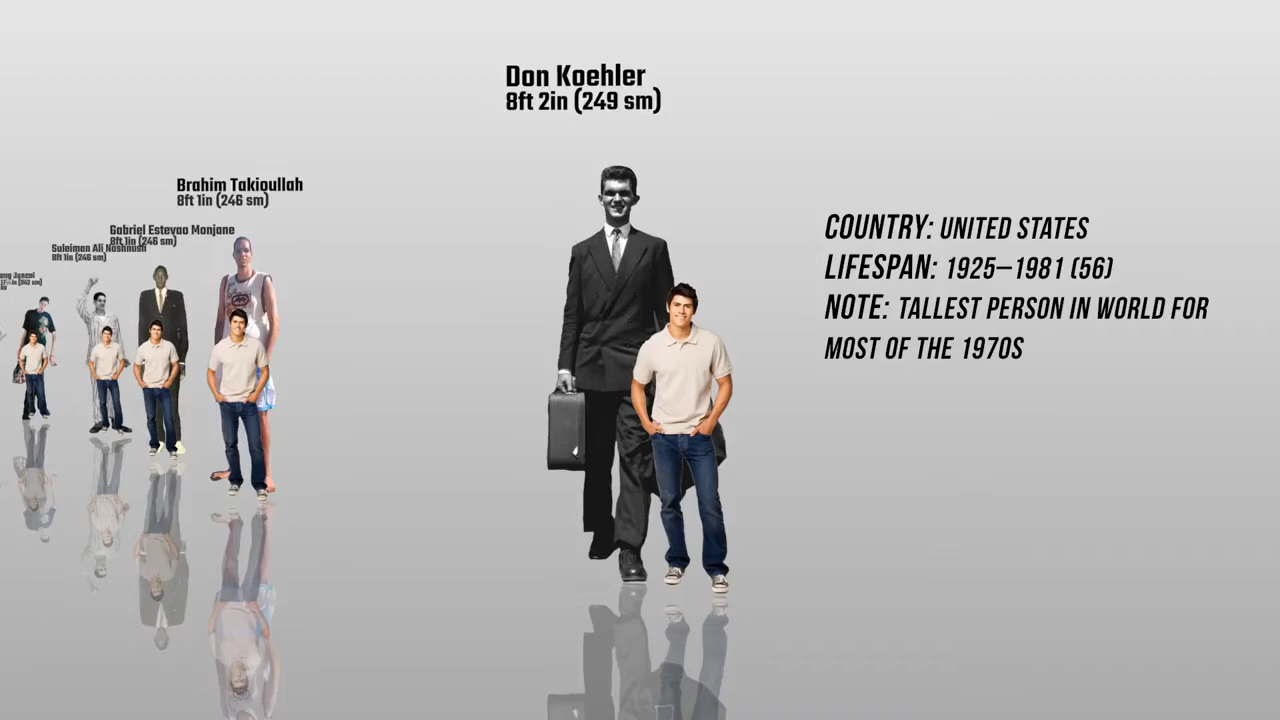 Don Koehler
8ft 2in (249 sm)
Brahim Takioullah
8ft 1in (246 sm)
Gabriel Estevao Monjane
8ft 1in (246 sm)
Suleiman Ali Nashnush
8ft 1in (246 sm)
COUNTRY: UNITED STATES
LIFESPAN: 1925–1981 (56)
NOTE: TALLEST PERSON IN WORLD FOR
MOST OF THE 1970S